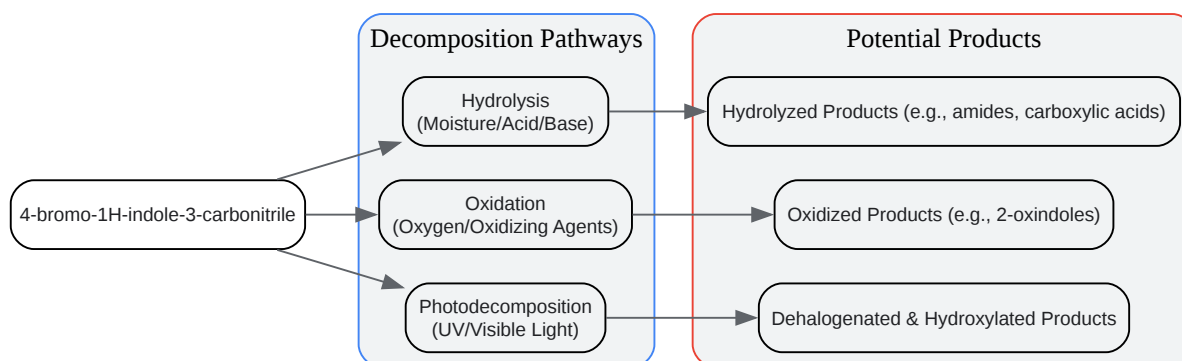 Decomposition Pathways
Potential Products
Hydrolysis
(Moisture/Acid/Base)
Hydrolyzed Products (e.g., amides, carboxylic acids)
4-bromo-1H-indole-3-carbonitrile
Oxidation
(Oxygen/Oxidizing Agents)
Oxidized Products (e.g., 2-oxindoles)
Photodecomposition
(UV/Visible Light)
Dehalogenated & Hydroxylated Products